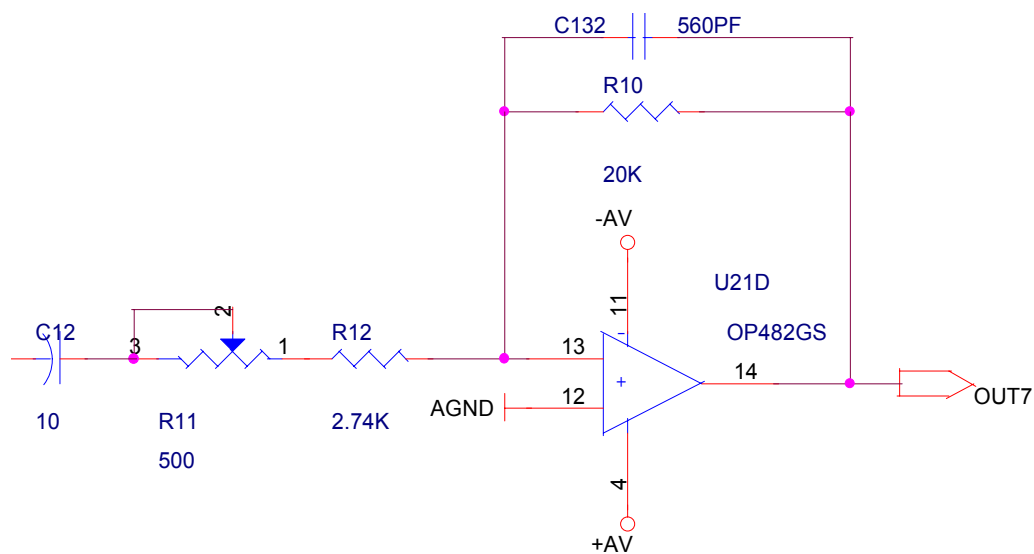 C132 560PF
R10
20K
-AV
11
U21D
OP482GS
-
+
13
12
14
OUT7
AGND
4
+AV
C12
10
3
2
1
R11
500
R12
2.74K